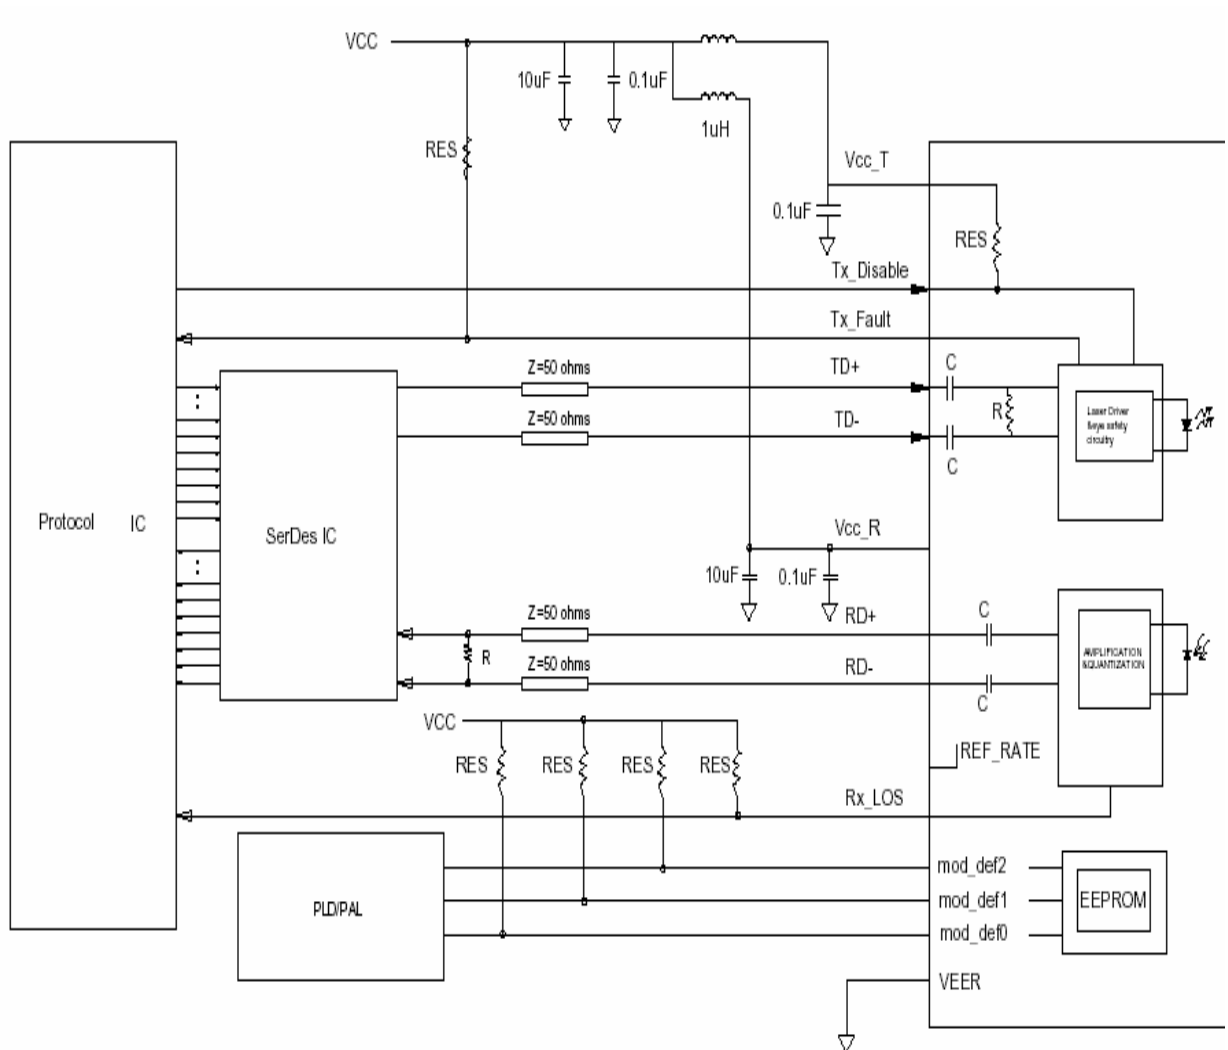 VCC
10uF
0.1uF
1uH
RES
Vcc_T
0.1uF
RES
Tx_Disable
Tx_Fault
Z=50 ohms
TD+
C
R
Laser Driver
&eye safety
circuitry
Z=50 ohms
TD-
C
:
Protocol IC
SerDes IC
:
Vcc_R
10uF
0.1uF
Z=50 ohms
RD+
C
R
Z=50 ohms
RD-
C
AMPLIFICATION
&QUANTIZATION
VCC
RES
RES
RES
RES
REF_RATE
Rx_LOS
PLD/PAL
mod_def2
mod_def1
mod_def0
EEPROM
VEER